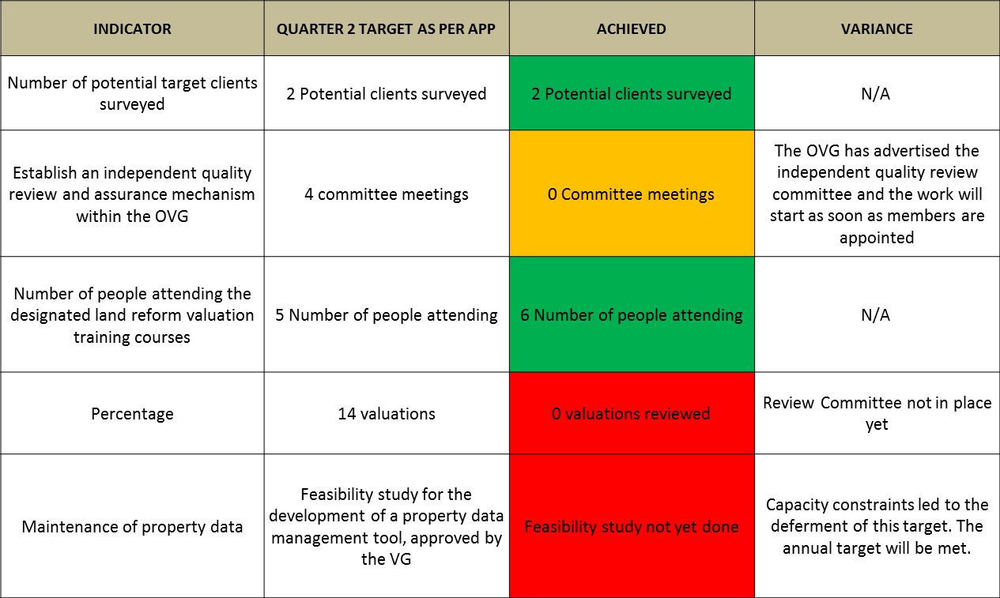 INDICATOR
QUARTER 2 TARGET AS PER APP
ACHIEVED
VARIANCE
Number of potential target clients
surveyed
2 Potential clients surveyed
2 Potential clients surveyed
N/A
Establish an independent quality
review and assurance mechanism
within the OVG
4 committee meetings
0 Committee meetings
The OVG has advertised the
independent quality review
committee and the work will
start as soon as members are
appointed
Number of people attending the
designated land reform valuation
training courses
5 Number of people attending
6 Number of people attending
N/A
Percentage
14 valuations
0 valuations reviewed
Review Committee not in place
yet
Maintenance of property data
Feasibility study for the
development of a property data
management tool, approved by
the VG
Feasibility study not yet done
Capacity constraints led to the
deferment of this target. The
annual target will be met.